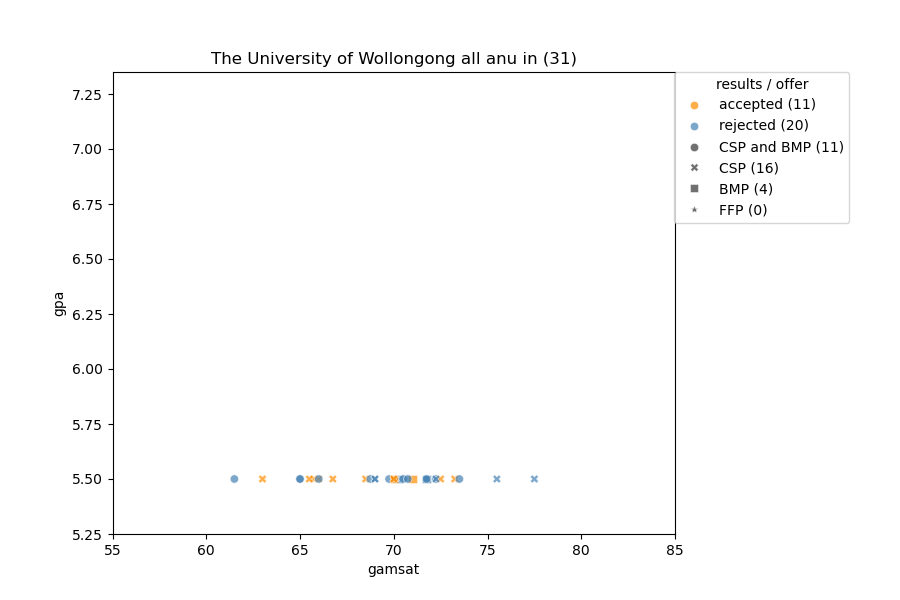 The University of Wollongong all anu in (31)
results / offer
accepted (11)
rejected (20)
CSP and BMP (11)
CSP (16)
BMP (4)
FFP (0)
7.25
7.00
6.75
6.50
6.25
6.00
5.75
5.50
5.25
gpa
55 60 65 70 75 80 85
gamsat